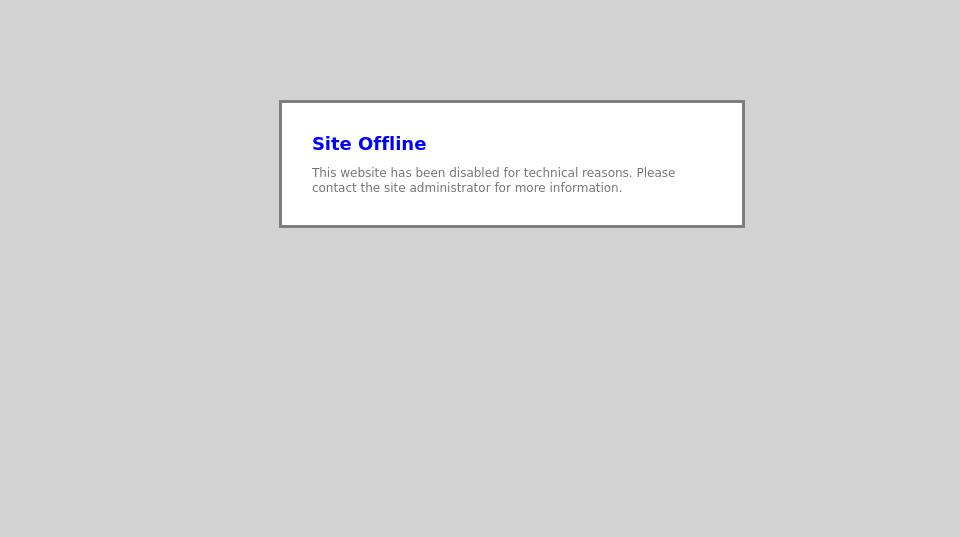 Site Offline
This website has been disabled for technical reasons. Please
contact the site administrator for more information.